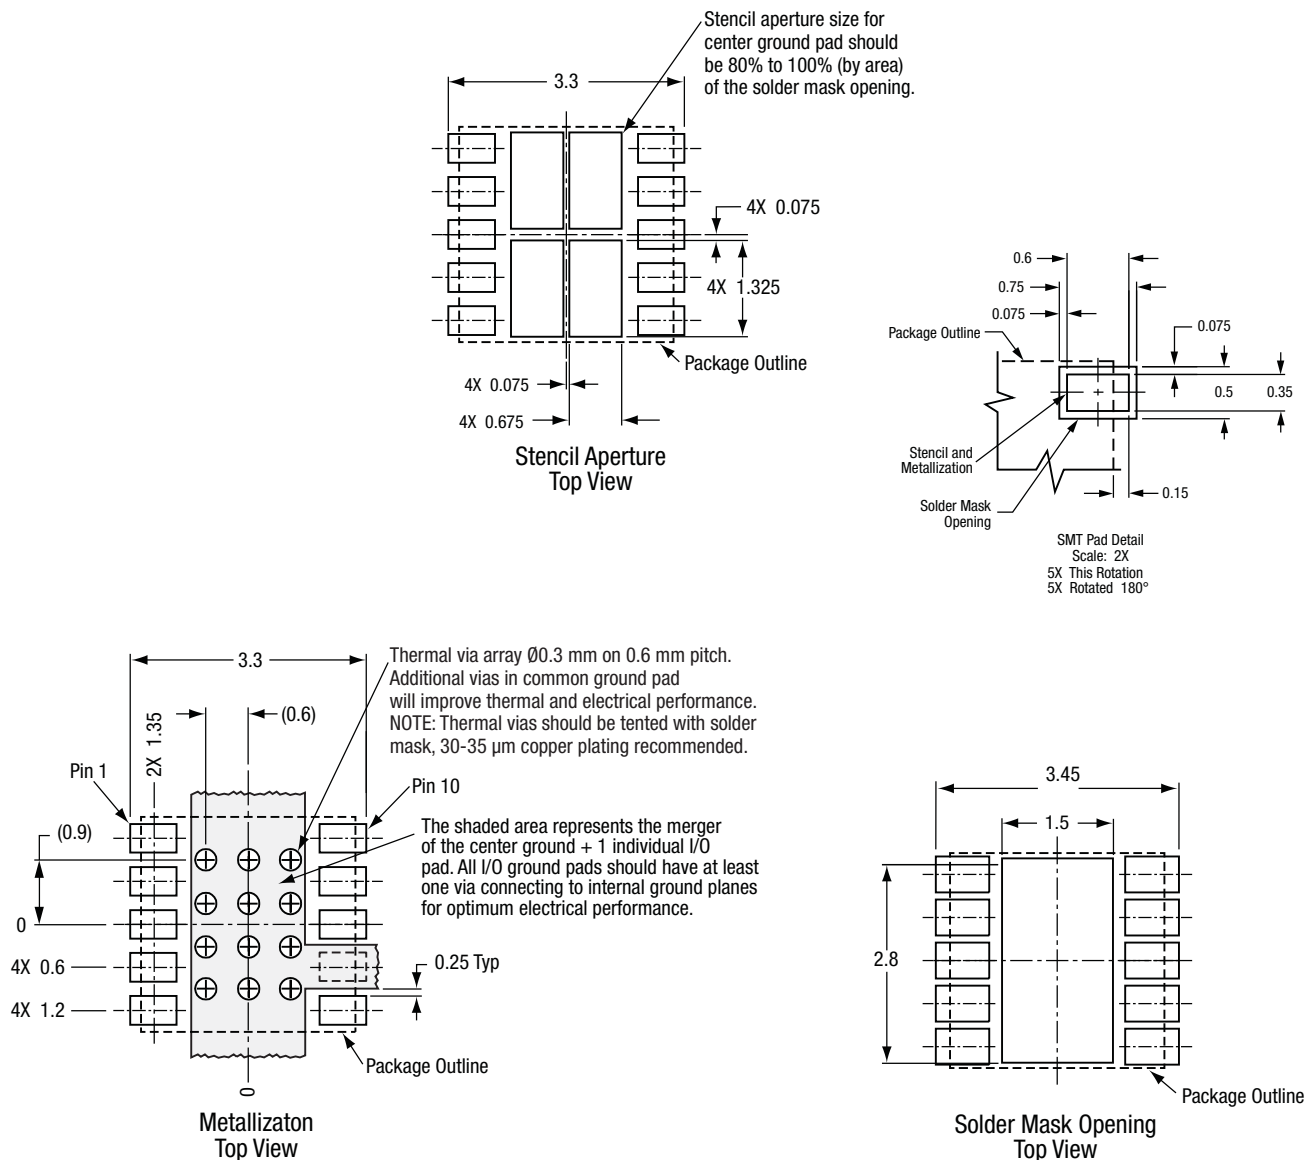 Stencil aperture size for
center ground pad should
be 80% to 100% (by area)
of the solder mask opening.
3.3
4X 0.075
4X 1.325
Package Outline
4X 0.075
4X 0.675
Stencil Aperture
Top View
0.6
0.75
0.075
0.075
Package Outline
0.5
0.35
Stencil and
Metallization
0.15
Solder Mask
Opening
SMT Pad Detail
Scale: 2X
5X This Rotation
5X Rotated 180°
3.3
Thermal via array Ø0.3 mm on 0.6 mm pitch.
Additional vias in common ground pad
will improve thermal and electrical performance.
NOTE: Thermal vias should be tented with solder
mask, 30-35 µm copper plating recommended.
(0.6)
2X 1.35
Pin 1
Pin 10
(0.9)
The shaded area represents the merger
of the center ground + 1 individual I/O
pad. All I/O ground pads should have at least
one via connecting to internal ground planes
for optimum electrical performance.
0
4X 0.6
0.25 Typ
4X 1.2
Package Outline
0
Metallizaton
Top View
3.45
1.5
2.8
Package Outline
Solder Mask Opening
Top View